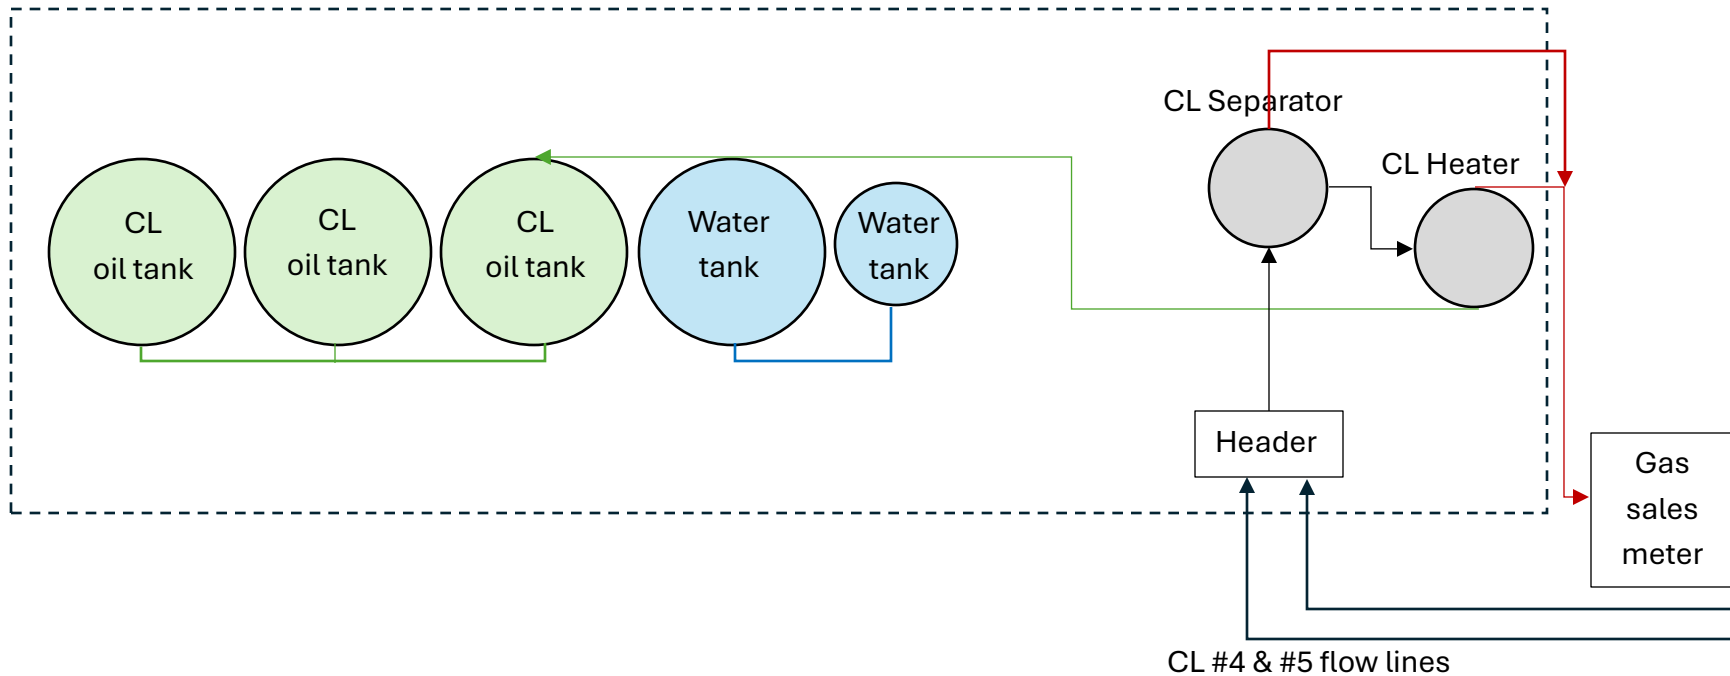 CL Separator
CL Heater
CL
oil tank
CL
oil tank
CL
oil tank
Water
tank
Water
tank
Header
Gas
sales
meter
CL #4 & #5 flow lines